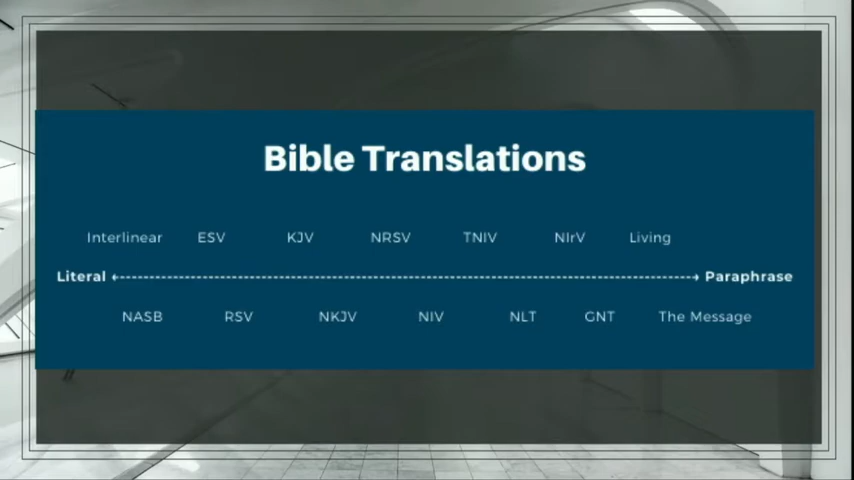 Bible Translations
Interlinear ESV KJV NRSV TNIV NIrV Living
Literal Paraphrase
NASB RSV NKJV NIV NLT GNT The Message